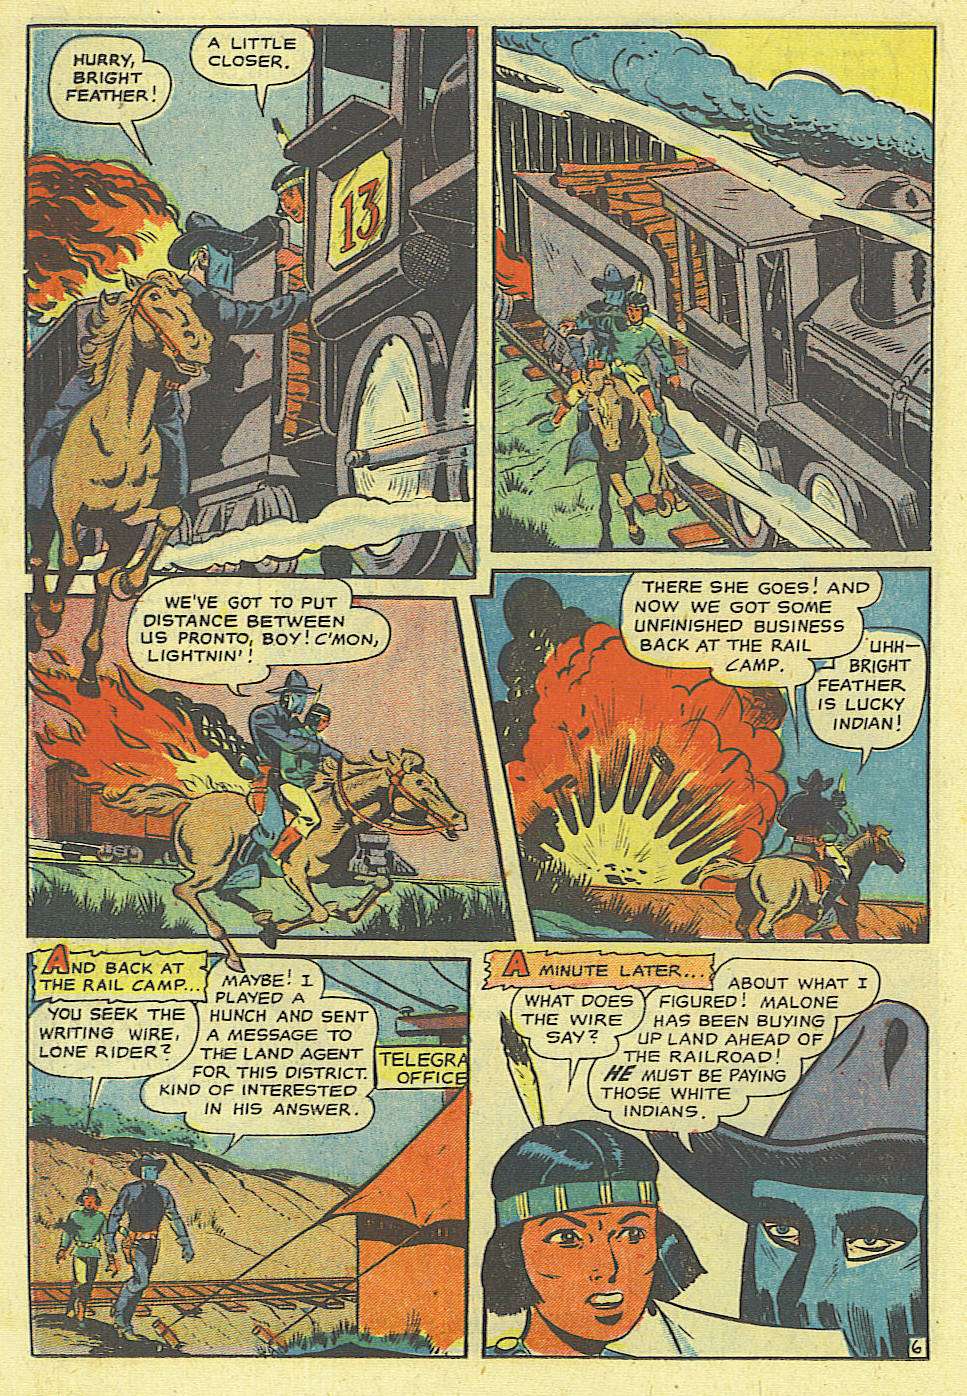 HURRY,
BRIGHT
FEATHER!
A LITTLE
CLOSER.
13
WE'VE GOT TO PUT
DISTANCE BETWEEN
US PRONTO, BOY! C'MON,
LIGHTNIN'!
THERE SHE GOES! AND
NOW WE GOT SOME
UNFINISHED BUSINESS
BACK AT THE RAIL
CAMP.
UHH—
BRIGHT
FEATHER
IS LUCKY
INDIAN!
AND BACK AT
THE RAIL CAMP...
YOU SEEK THE
WRITING WIRE,
LONE RIDER?
MAYBE! I
PLAYED A
HUNCH AND SENT
A MESSAGE TO
THE LAND AGENT
FOR THIS DISTRICT.
KIND OF INTERESTED
IN HIS ANSWER.
TELEGRA
OFFICE
A MINUTE LATER...
WHAT DOES
THE WIRE
SAY?
ABOUT WHAT I
FIGURED! MALONE
HAS BEEN BUYING
UP LAND AHEAD OF
THE RAILROAD!
HE MUST BE PAYING
THOSE WHITE
INDIANS.
6